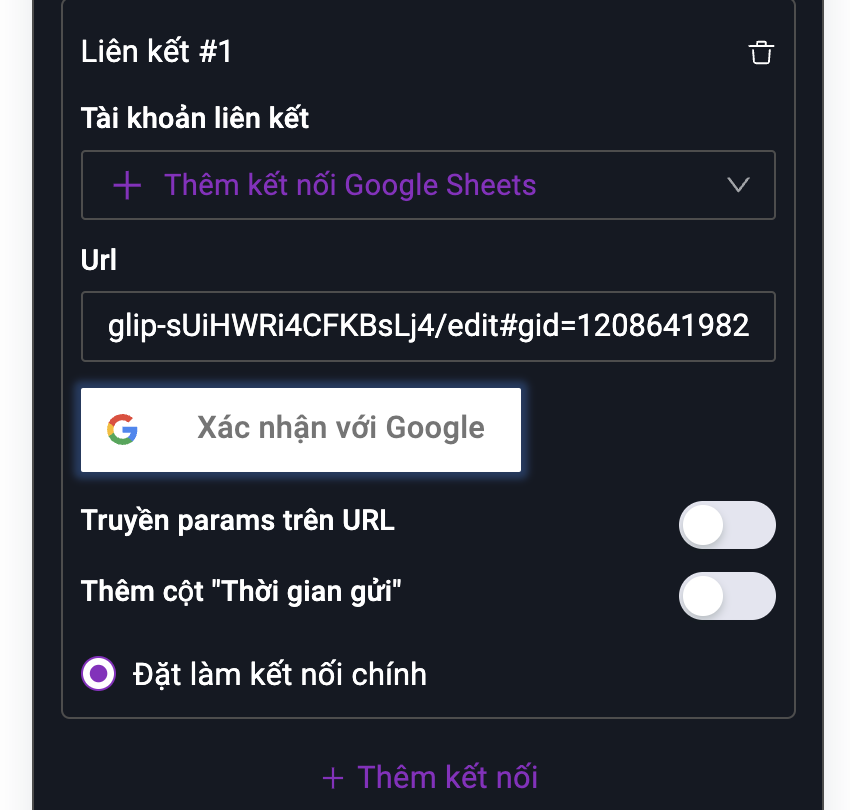 Liên kết #1
Tài khoản liên kết
Thêm kết nối Google Sheets
Url
glip-sUiHWRi4CFKBsLj4/edit#gid=1208641982
Xác nhận với Google
Truyền params trên URL
Thêm cột "Thời gian gửi"
Đặt làm kết nối chính
+ Thêm kết nối